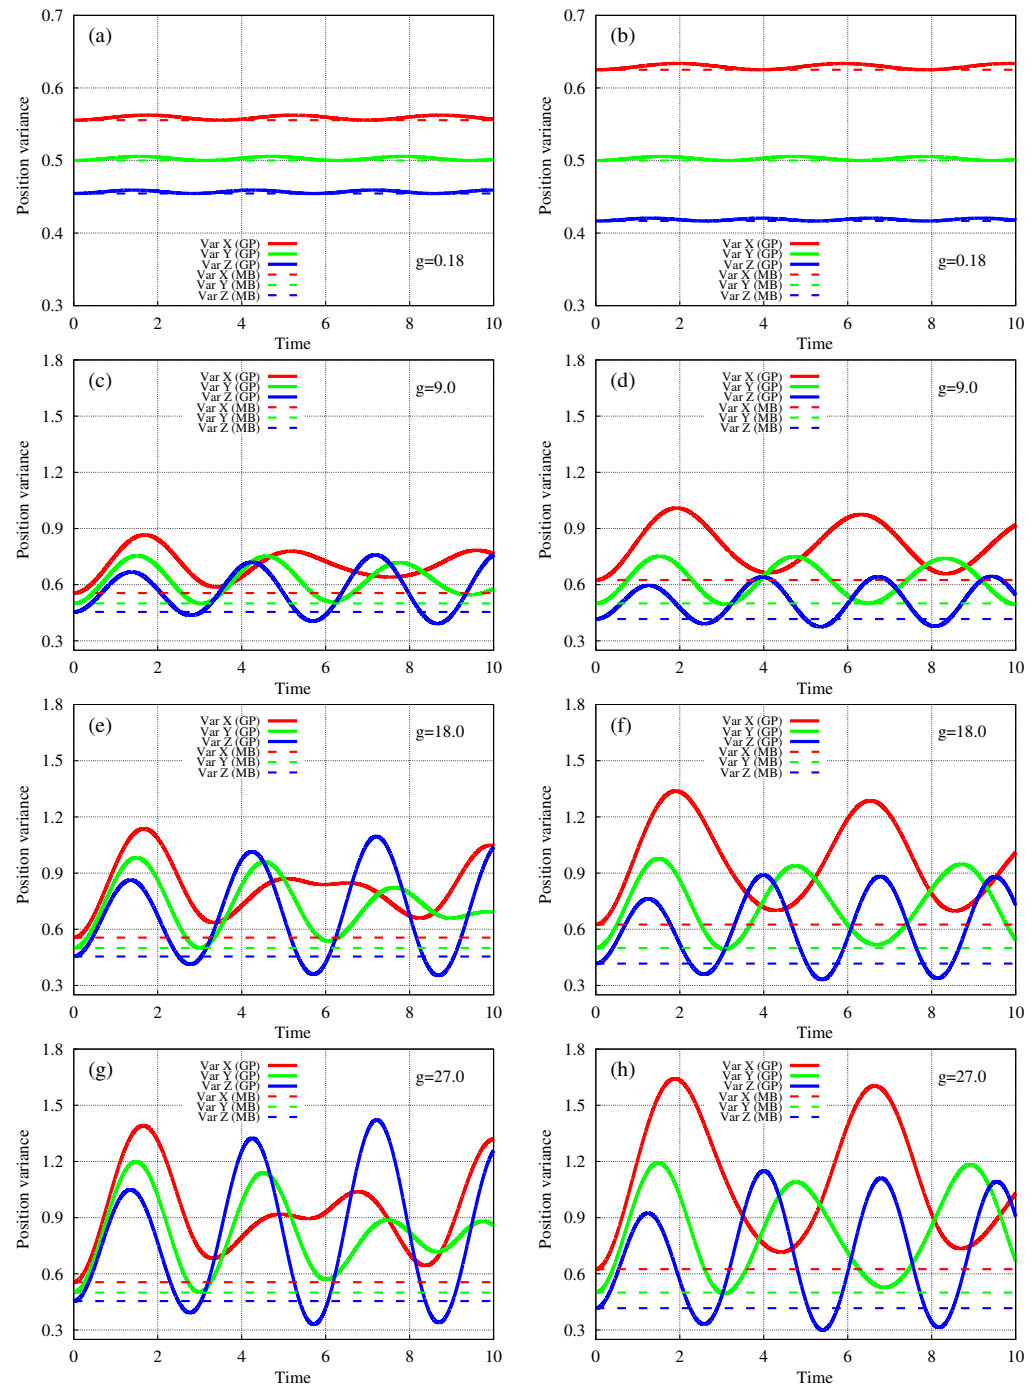 (a)
Position variance
0.7
0.6
0.5
0.4
0.3
Var X (GP)
Var Y (GP)
Var Z (GP)
Var X (MB)
Var Y (MB)
Var Z (MB)
g=0.18
0 2 4 6 8 10
Time
(b)
Position variance
0.7
0.6
0.5
0.4
0.3
Var X (GP)
Var Y (GP)
Var Z (GP)
Var X (MB)
Var Y (MB)
Var Z (MB)
g=0.18
0 2 4 6 8 10
Time
(c)
Position variance
1.8
1.5
1.2
0.9
0.6
0.3
Var X (GP)
Var Y (GP)
Var Z (GP)
Var X (MB)
Var Y (MB)
Var Z (MB)
g=9.0
0 2 4 6 8 10
Time
(d)
Position variance
1.8
1.5
1.2
0.9
0.6
0.3
Var X (GP)
Var Y (GP)
Var Z (GP)
Var X (MB)
Var Y (MB)
Var Z (MB)
g=9.0
0 2 4 6 8 10
Time
(e)
Position variance
1.8
1.5
1.2
0.9
0.6
0.3
Var X (GP)
Var Y (GP)
Var Z (GP)
Var X (MB)
Var Y (MB)
Var Z (MB)
g=18.0
0 2 4 6 8 10
Time
(f)
Position variance
1.8
1.5
1.2
0.9
0.6
0.3
Var X (GP)
Var Y (GP)
Var Z (GP)
Var X (MB)
Var Y (MB)
Var Z (MB)
g=18.0
0 2 4 6 8 10
Time
(g)
Position variance
1.8
1.5
1.2
0.9
0.6
0.3
Var X (GP)
Var Y (GP)
Var Z (GP)
Var X (MB)
Var Y (MB)
Var Z (MB)
g=27.0
0 2 4 6 8 10
Time
(h)
Position variance
1.8
1.5
1.2
0.9
0.6
0.3
Var X (GP)
Var Y (GP)
Var Z (GP)
Var X (MB)
Var Y (MB)
Var Z (MB)
g=27.0
0 2 4 6 8 10
Time